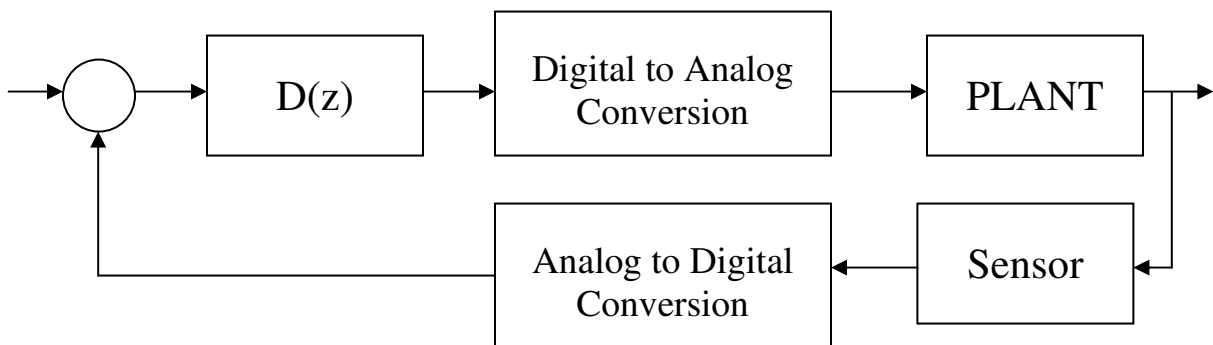 D(z)
Digital to Analog
Conversion
PLANT
Analog to Digital
Conversion
Sensor